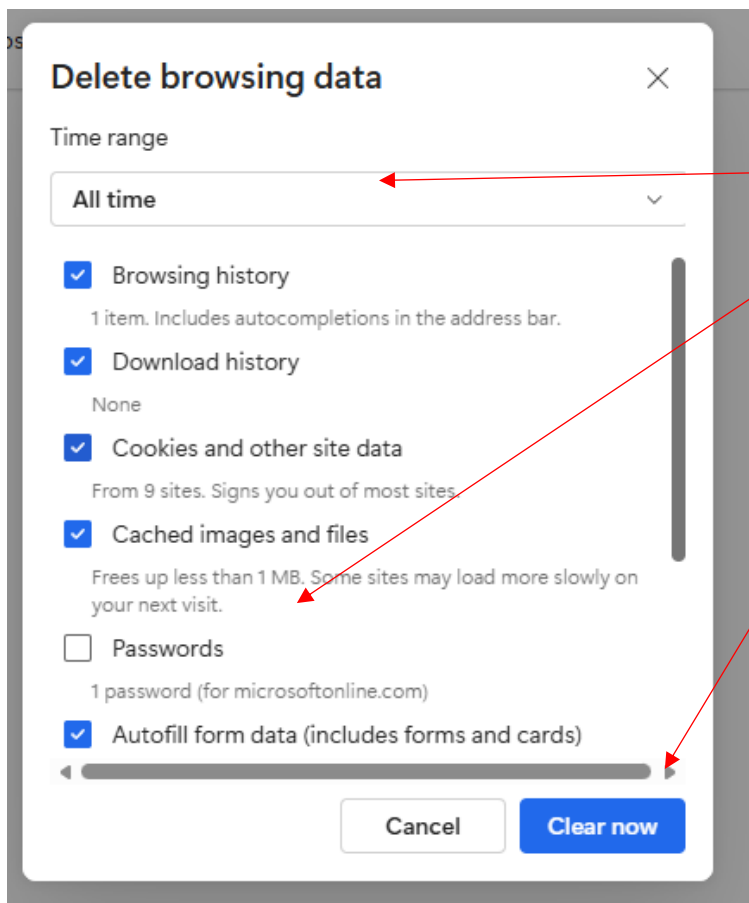 os
Delete browsing data
Time range
All time
Browsing history
1 item. Includes autocompletions in the address bar.
Download history
None
Cookies and other site data
From 9 sites. Signs you out of most sites.
Cached images and files
Frees up less than 1 MB. Some sites may load more slowly on
your next visit.
Passwords
1 password (for microsoftonline.com)
Autofill form data (includes forms and cards)
Cancel
Clear now